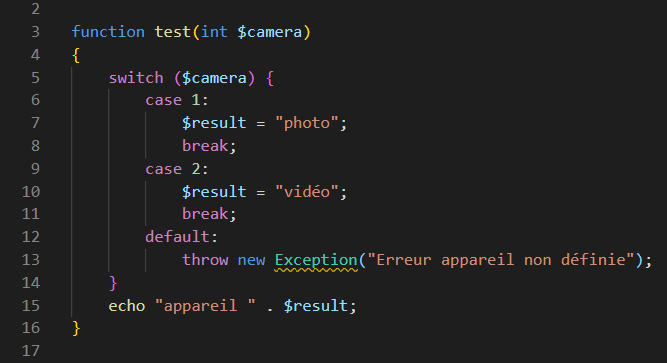 2
3 function test(int $camera)
4 {
5 switch ($camera) {
6 case 1:
7 $result = "photo";
8 break;
9 case 2:
10 $result = "vidéo";
11 break;
12 default:
13 throw new Exception("Erreur appareil non définie");
14 }
15 echo "appareil " . $result;
16 }
17